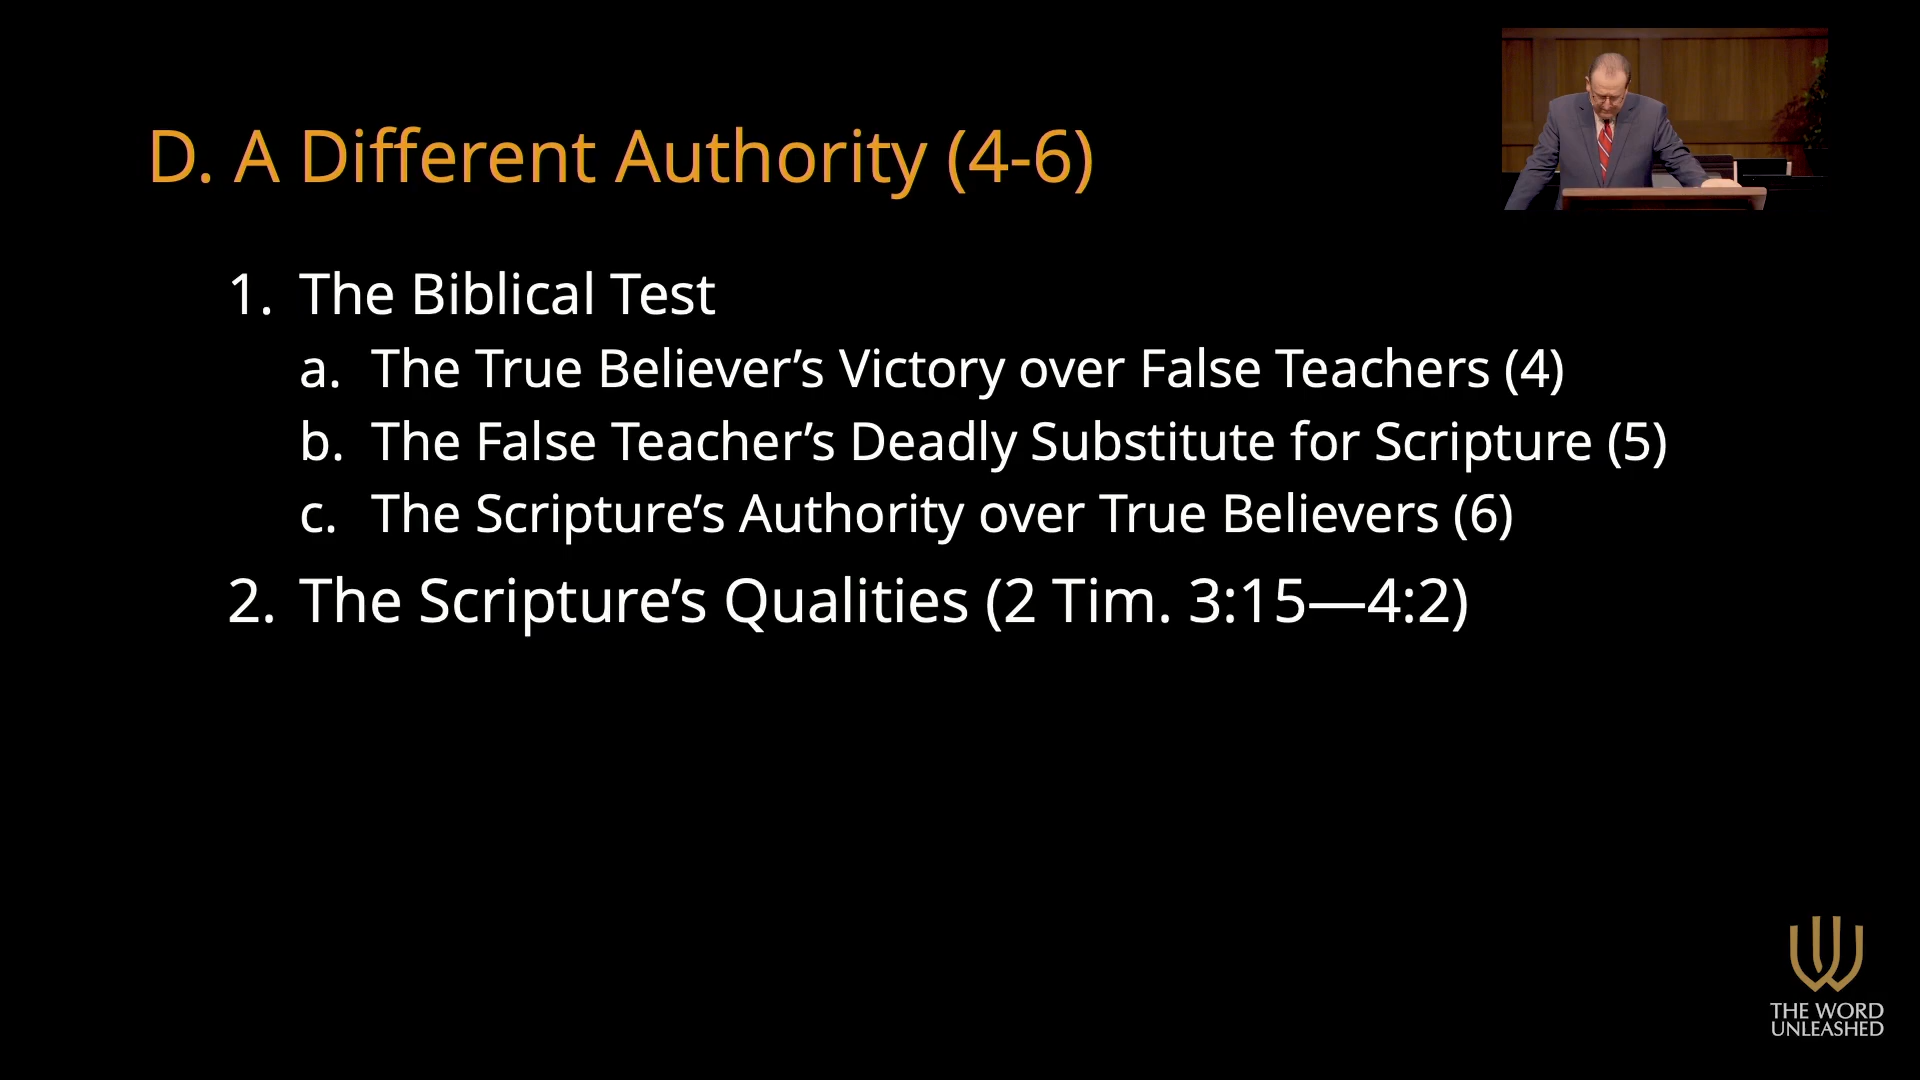 D. A Different Authority (4-6)
1. The Biblical Test
a. The True Believer’s Victory over False Teachers (4)
b. The False Teacher’s Deadly Substitute for Scripture (5)
c. The Scripture’s Authority over True Believers (6)
2. The Scripture’s Qualities (2 Tim. 3:15—4:2)
THE WORD
UNLEASHED